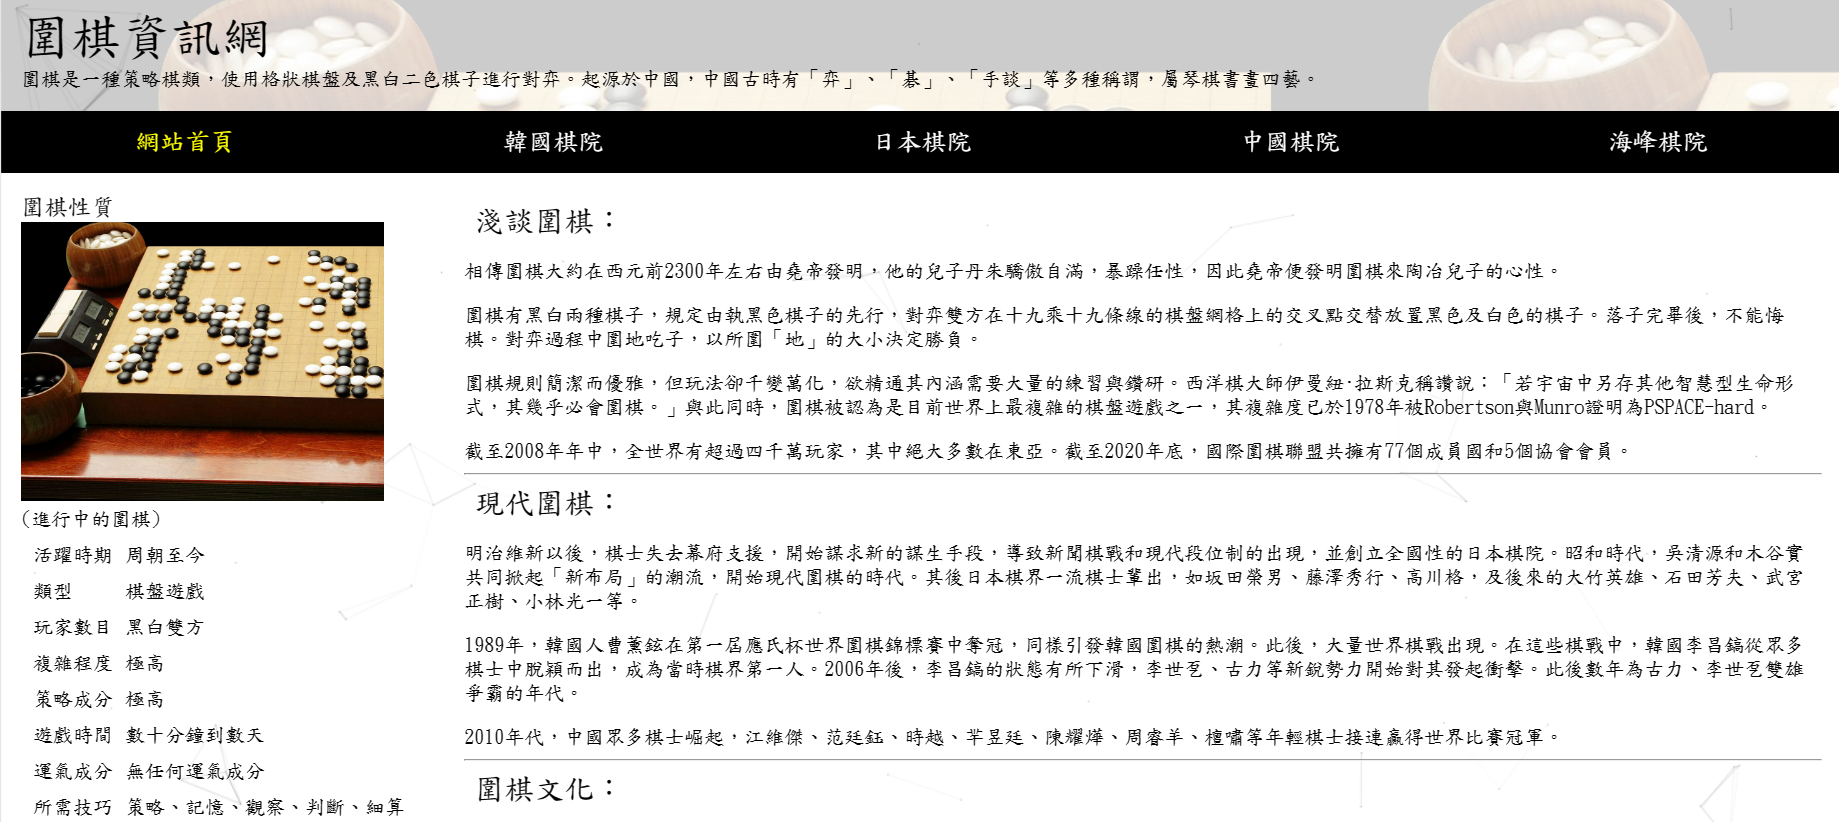 圍棋資訊網
圍棋是一種策略棋類，使用格狀棋盤及黑白二色棋子進行對弈。起源於中國，中國古時有「弈」、「碁」、「手談」等多種稱謂，屬琴棋書畫四藝。
網站首頁 韓國棋院 日本棋院 中國棋院 海峰棋院
圍棋性質
(進行中的圍棋)
活躍時期 周朝至今
類型 棋盤遊戲
玩家數目 黑白雙方
複雜程度 極高
策略成分 極高
遊戲時間 數十分鐘到數天
運氣成分 無任何運氣成分
所需技巧 策略、記憶、觀察、判斷、細算
淺談圍棋：
相傳圍棋大約在西元前2300年左右由堯帝發明，他的兒子丹朱驕傲自滿，暴躁任性，因此堯帝便發明圍棋來陶冶兒子的心性。
圍棋有黑白兩種棋子，規定由執黑色棋子的先行，對弈雙方在十九乘十九條線的棋盤網格上的交叉點交替放置黑色及白色的棋子。落子完畢後，不能悔
棋。對弈過程中圍地吃子，以所圍「地」的大小決定勝負。
圍棋規則簡潔而優雅，但玩法卻千變萬化，欲精通其內涵需要大量的練習與鑽研。西洋棋大師伊曼紐·拉斯克稱讚說：「若宇宙中另存其他智慧型生命形
式，其幾乎必會圍棋。」與此同時，圍棋被認為是目前世界上最複雜的棋盤遊戲之一，其複雜度已於1978年被Robertson與Munro證明為PSPACE-hard。
截至2008年年中，全世界有超過四千萬玩家，其中絕大多數在東亞。截至2020年底，國際圍棋聯盟共擁有77個成員國和5個協會會員。
現代圍棋：
明治維新以後，棋士失去幕府支援，開始謀求新的謀生手段，導致新聞棋戰和現代段位制的出現，並創立全國性的日本棋院。昭和時代，吳清源和木谷實
共同掀起「新布局」的潮流，開始現代圍棋的時代。其後日本棋界一流棋士輩出，如坂田榮男、藤澤秀行、高川格，及後來的大竹英雄、石田芳夫、武宮
正樹、小林光一等。
1989年，韓國人曹薰鉉在第一屆應氏杯世界圍棋錦標賽中奪冠，同樣引發韓國圍棋的熱潮。此後，大量世界棋戰出現。在這些棋戰中，韓國李昌鎬從眾多
棋士中脫穎而出，成為當時棋界第一人。2006年後，李昌鎬的狀態有所下滑，李世乭、古力等新銳勢力開始對其發起衝擊。此後數年為古力、李世乭雙雄
爭霸的年代。
2010年代，中國眾多棋士崛起，江維傑、范廷鈺、時越、羋昱廷、陳耀燁、周睿羊、檀嘯等年輕棋士接連贏得世界比賽冠軍。
圍棋文化：